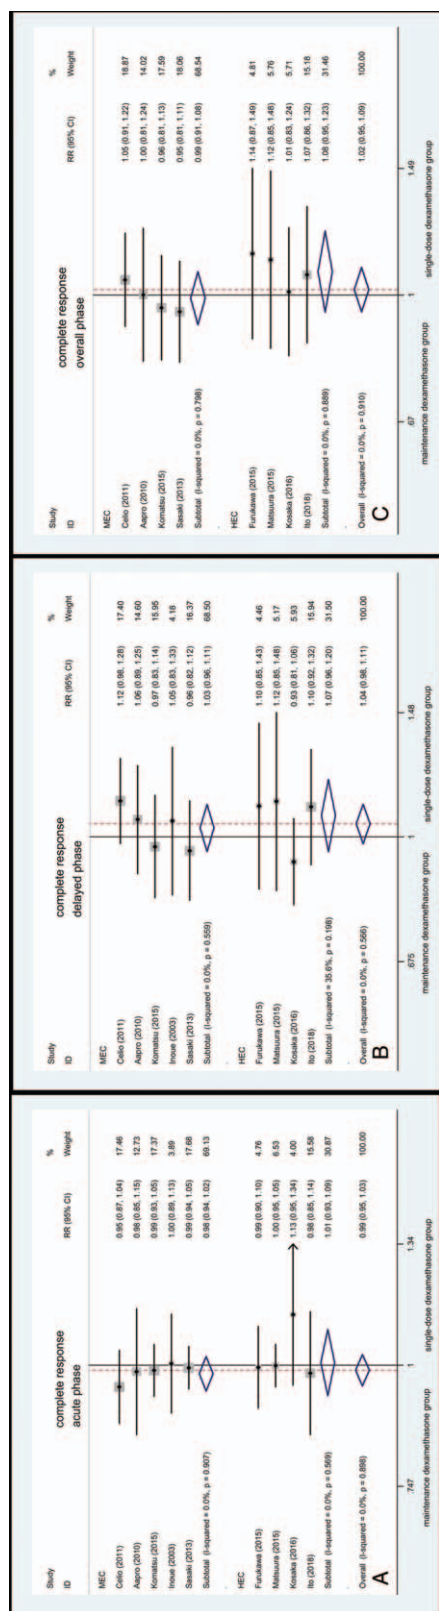 complete response
acute phase
Study %
ID RR (95% CI) Weight
MEC
Celio (2011) 0.95 (0.87, 1.04) 17.46
Aapro (2010) 0.98 (0.85, 1.15) 12.73
Komatsu (2015) 0.99 (0.93, 1.05) 17.37
Inoue (2003) 1.00 (0.89, 1.13) 3.89
Sasaki (2013) 0.99 (0.94, 1.05) 17.68
Subtotal (I-squared = 0.0%, p = 0.907) 0.98 (0.94, 1.02) 69.13
HEC
Furukawa (2015) 0.99 (0.90, 1.10) 4.76
Matsuura (2015) 1.00 (0.95, 1.05) 6.53
Kosaka (2016) 1.13 (0.95, 1.34) 4.00
Ito (2018) 0.98 (0.85, 1.14) 15.58
Subtotal (I-squared = 0.0%, p = 0.569) 1.01 (0.93, 1.09) 30.87
Overall (I-squared = 0.0%, p = 0.898) 0.99 (0.95, 1.03) 100.00
A
.747 1 1.34
maintenance dexamethasone group single-dose dexamethasone group
complete response
delayed phase
Study %
ID RR (95% CI) Weight
MEC
Celio (2011) 1.12 (0.98, 1.28) 17.40
Aapro (2010) 1.06 (0.89, 1.25) 14.60
Komatsu (2015) 0.97 (0.83, 1.14) 15.95
Inoue (2003) 1.05 (0.83, 1.33) 4.18
Sasaki (2013) 0.96 (0.82, 1.12) 16.37
Subtotal (I-squared = 0.0%, p = 0.559) 1.03 (0.96, 1.11) 68.50
HEC
Furukawa (2015) 1.10 (0.85, 1.43) 4.46
Matsuura (2015) 1.12 (0.85, 1.48) 5.17
Kosaka (2016) 0.93 (0.81, 1.06) 5.93
Ito (2018) 1.10 (0.92, 1.32) 15.94
Subtotal (I-squared = 35.6%, p = 0.198) 1.07 (0.96, 1.20) 31.50
Overall (I-squared = 0.0%, p = 0.566) 1.04 (0.98, 1.11) 100.00
B
.675 1 1.48
maintenance dexamethasone group single-dose dexamethasone group
complete response
overall phase
Study %
ID RR (95% CI) Weight
MEC
Celio (2011) 1.05 (0.91, 1.22) 18.87
Aapro (2010) 1.00 (0.81, 1.24) 14.02
Komatsu (2015) 0.96 (0.81, 1.13) 17.59
Sasaki (2013) 0.95 (0.81, 1.11) 18.06
Subtotal (I-squared = 0.0%, p = 0.798) 0.99 (0.91, 1.08) 68.54
HEC
Furukawa (2015) 1.14 (0.87, 1.49) 4.81
Matsuura (2015) 1.12 (0.85, 1.48) 5.76
Kosaka (2016) 1.01 (0.83, 1.24) 5.71
Ito (2018) 1.07 (0.86, 1.32) 15.18
Subtotal (I-squared = 0.0%, p = 0.889) 1.08 (0.95, 1.23) 31.46
Overall (I-squared = 0.0%, p = 0.910) 1.02 (0.95, 1.09) 100.00
C
.67 1 1.49
maintenance dexamethasone group single-dose dexamethasone group